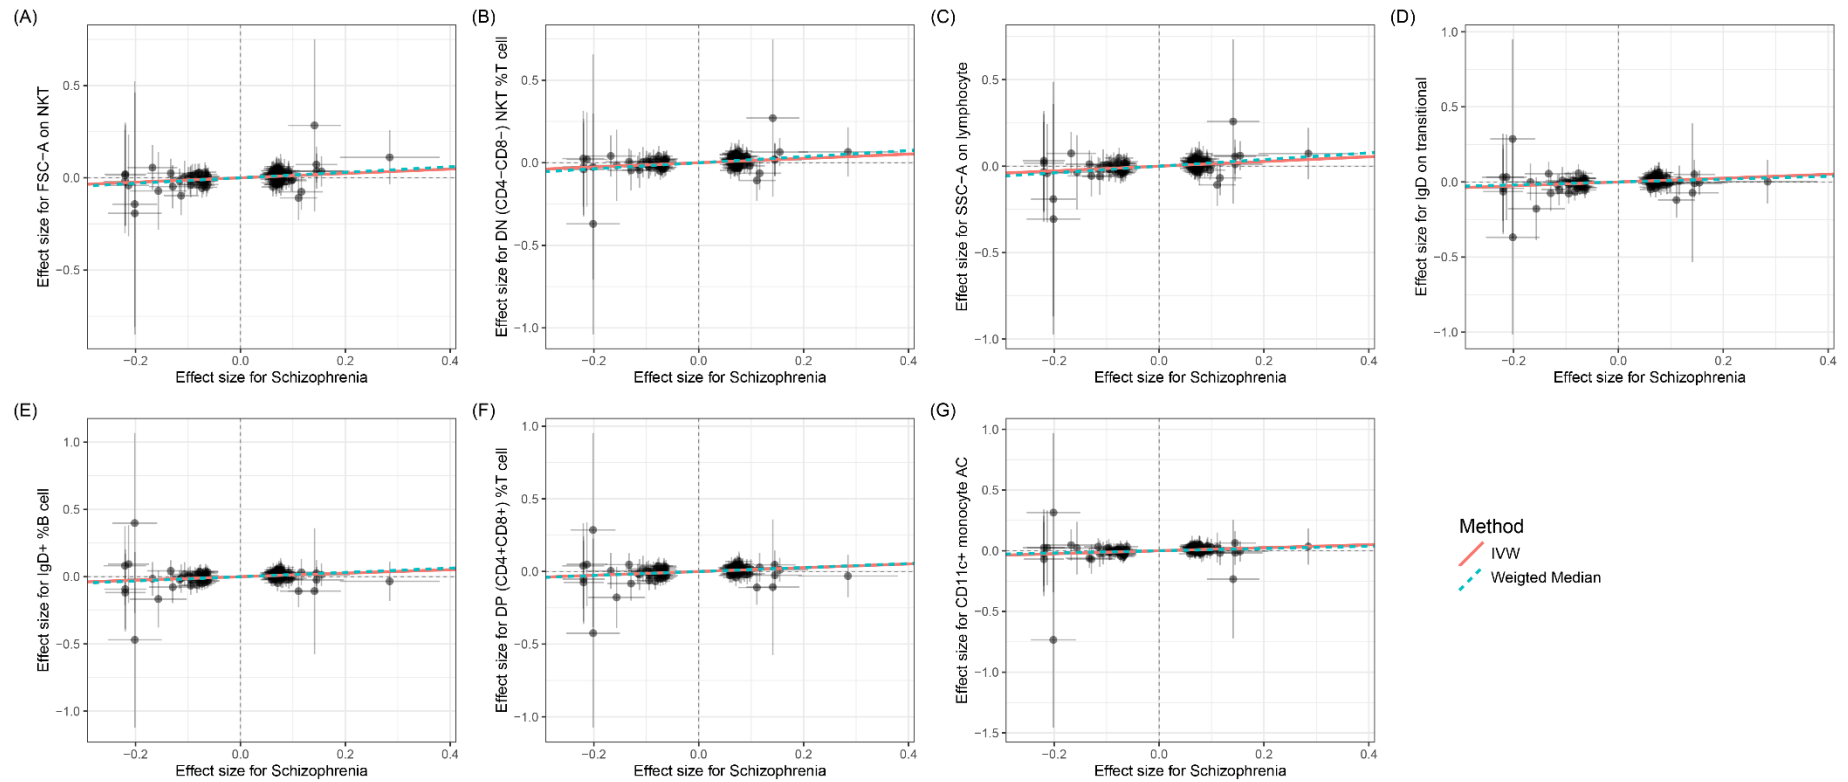 (A)
Effect size for FSC-A on NKT
0.5
0.0
−0.5
−0.2
0.0
0.2
0.4
Effect size for Schizophrenia
(B)
Effect size for DN (CD4−CD8−) NKT %T cell
0.5
0.0
−0.5
−1.0
−0.2
0.0
0.2
0.4
Effect size for Schizophrenia
(C)
Effect size for SSC-A on lymphocyte
0.5
0.0
−0.5
−1.0
−0.2
0.0
0.2
0.4
Effect size for Schizophrenia
(D)
Effect size for IgD on transitional
1.0
0.5
0.0
−0.5
−1.0
−0.2
0.0
0.2
0.4
Effect size for Schizophrenia
(E)
Effect size for IgD+ %B cell
1.0
0.5
0.0
−0.5
−1.0
−0.2
0.0
0.2
0.4
Effect size for Schizophrenia
(F)
Effect size for DP (CD4+CD8+) %T cell
1.0
0.5
0.0
−0.5
−1.0
−0.2
0.0
0.2
0.4
Effect size for Schizophrenia
(G)
Effect size for CD11c+ monocyte AC
1.0
0.5
0.0
−0.5
−1.0
−1.5
−0.2
0.0
0.2
0.4
Effect size for Schizophrenia
Method
IVW
Weigted Median